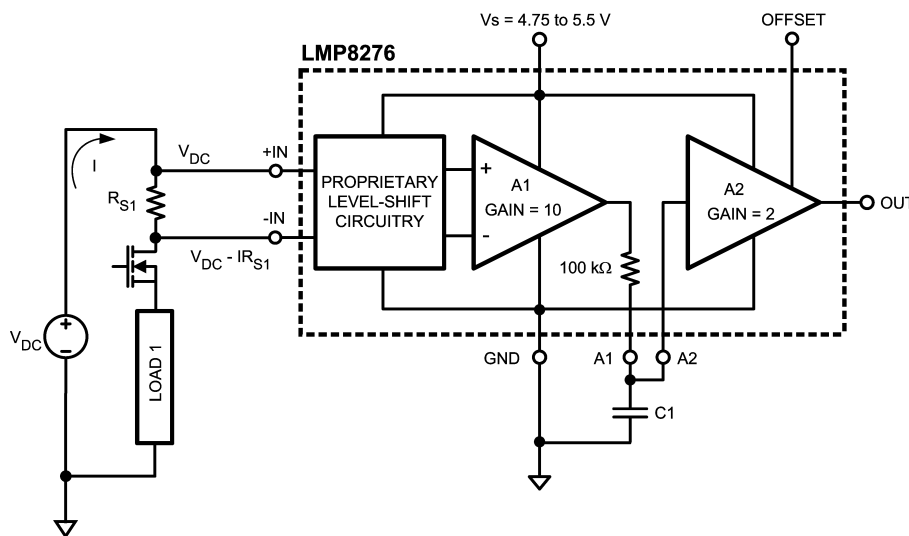 Vs = 4.75 to 5.5 V
OFFSET
LMP8276
VDC
+IN
I
RS1
PROPRIETARY
LEVEL-SHIFT
CIRCUITRY
+
A1
GAIN = 10
-
A2
GAIN = 2
OUT
-IN
VDC - IRS1
100 kΩ
+
-
VDC
LOAD 1
GND
A1
A2
C1